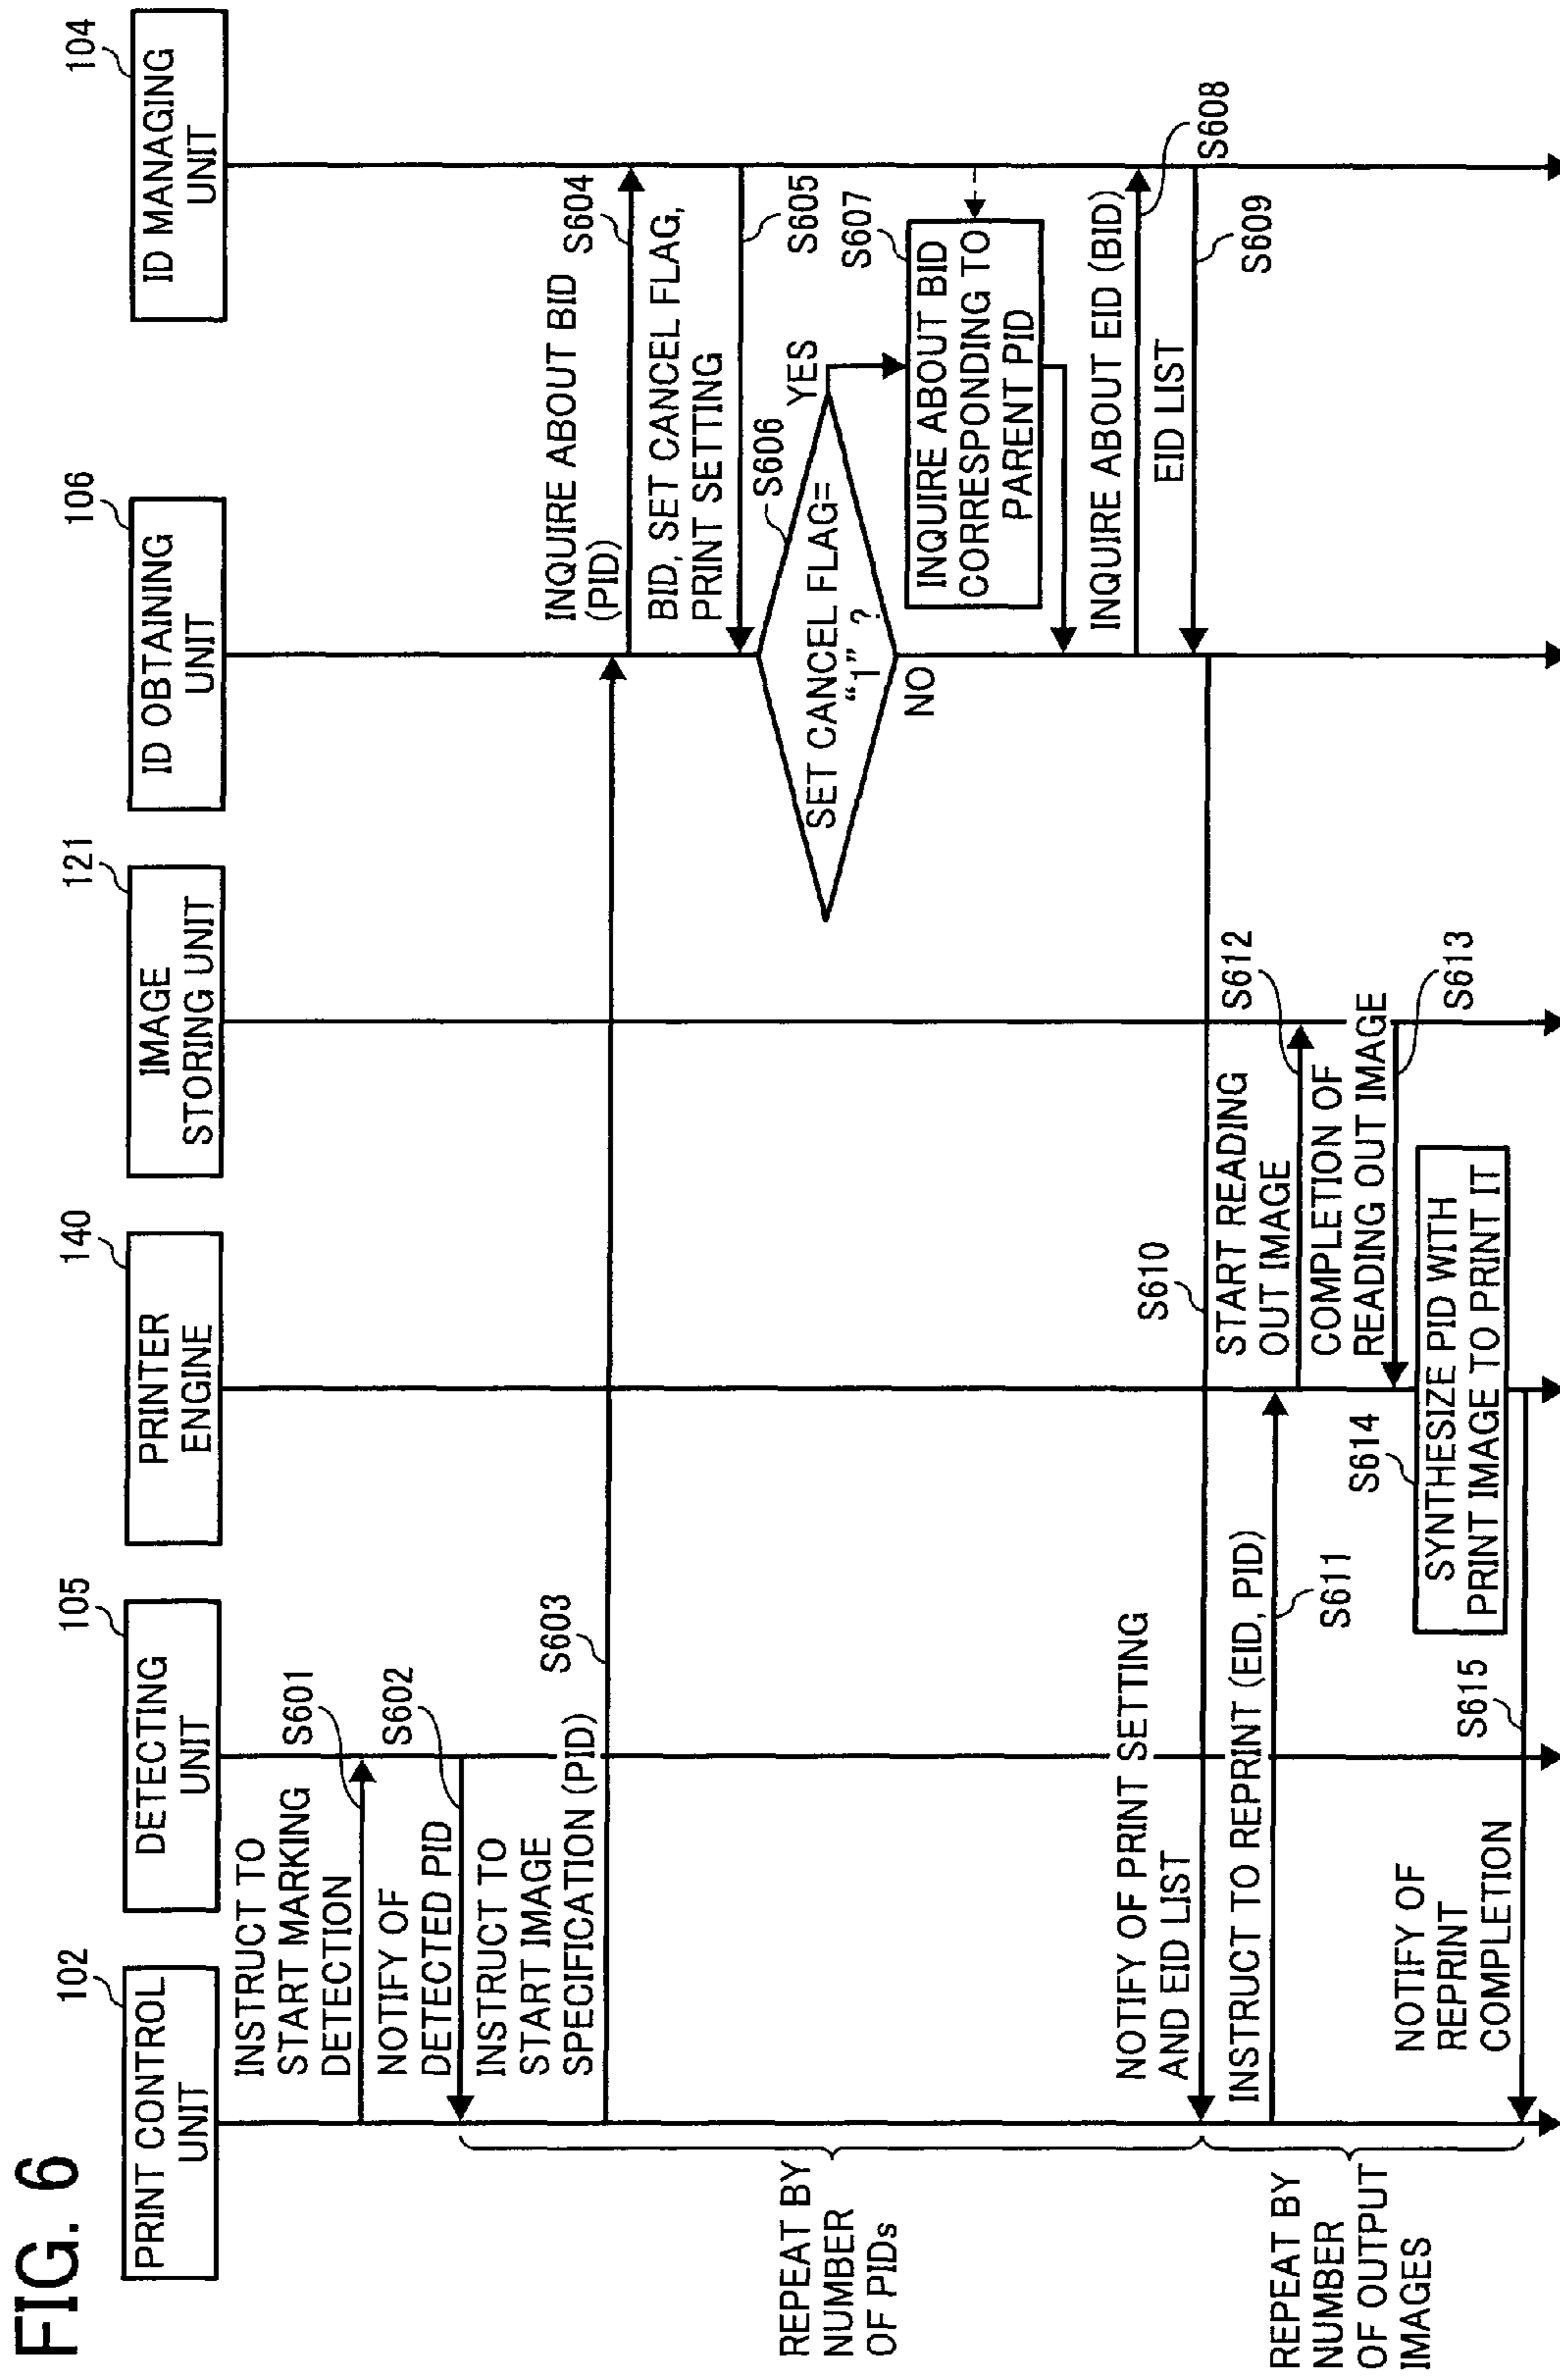 FIG. 6
102
PRINT CONTROL
UNIT
105
DETECTING
UNIT
140
PRINTER
ENGINE
121
IMAGE
STORING UNIT
106
ID OBTAINING
UNIT
104
ID MANAGING
UNIT
INSTRUCT TO
START MARKING
DETECTION
S601
NOTIFY OF
DETECTED PID
S602
INSTRUCT TO
START IMAGE
SPECIFICATION (PID)
S603
INQUIRE ABOUT BID
(PID)
S604
BID, SET CANCEL FLAG,
PRINT SETTING
S605
S606
SET CANCEL FLAG=
“1” ?
YES
NO
S607
INQUIRE ABOUT BID
CORRESPONDING TO
PARENT PID
INQUIRE ABOUT EID (BID)
S608
EID LIST
S609
REPEAT BY
NUMBER
OF PIDs
NOTIFY OF PRINT SETTING
AND EID LIST
S610
INSTRUCT TO REPRINT (EID, PID)
S611
START READING
OUT IMAGE
S612
COMPLETION OF
READING OUT IMAGE
S613
S614
SYNTHESIZE PID WITH
PRINT IMAGE TO PRINT IT
NOTIFY OF
REPRINT
COMPLETION
S615
REPEAT BY
NUMBER
OF OUTPUT
IMAGES